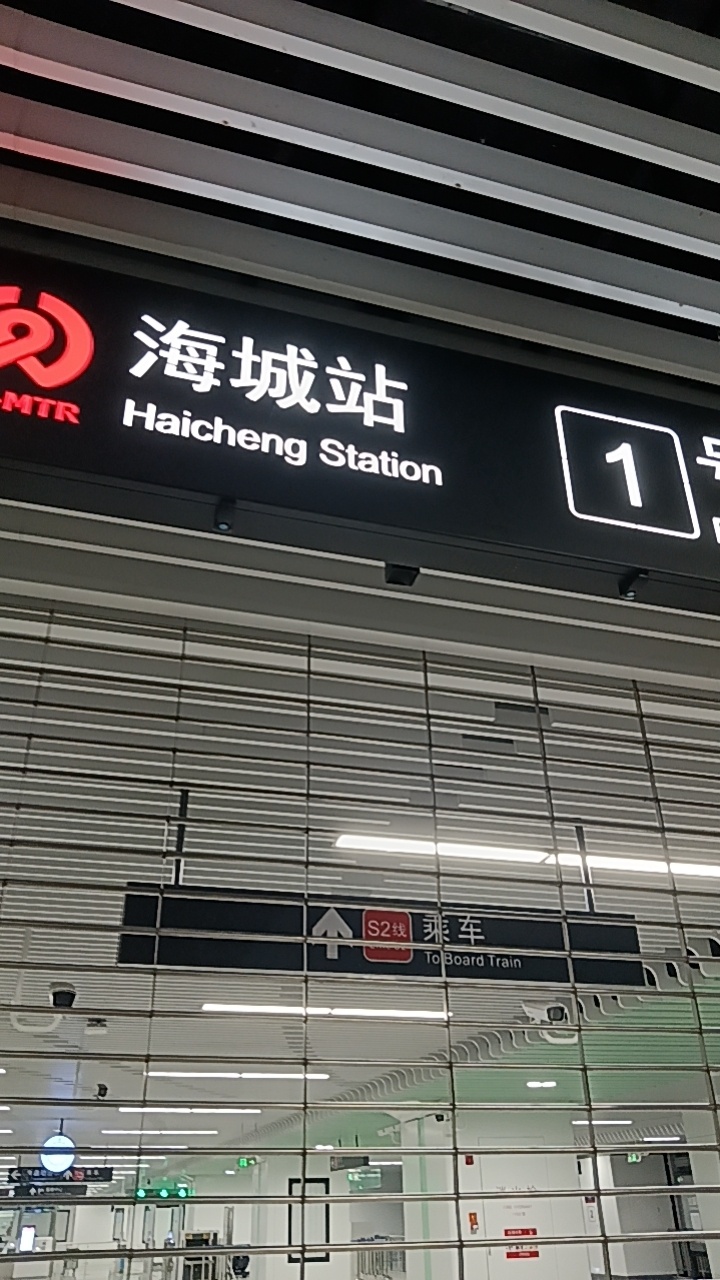 -MTR
海城站
Haicheng Station
1
S2线
乘车
To Board Train